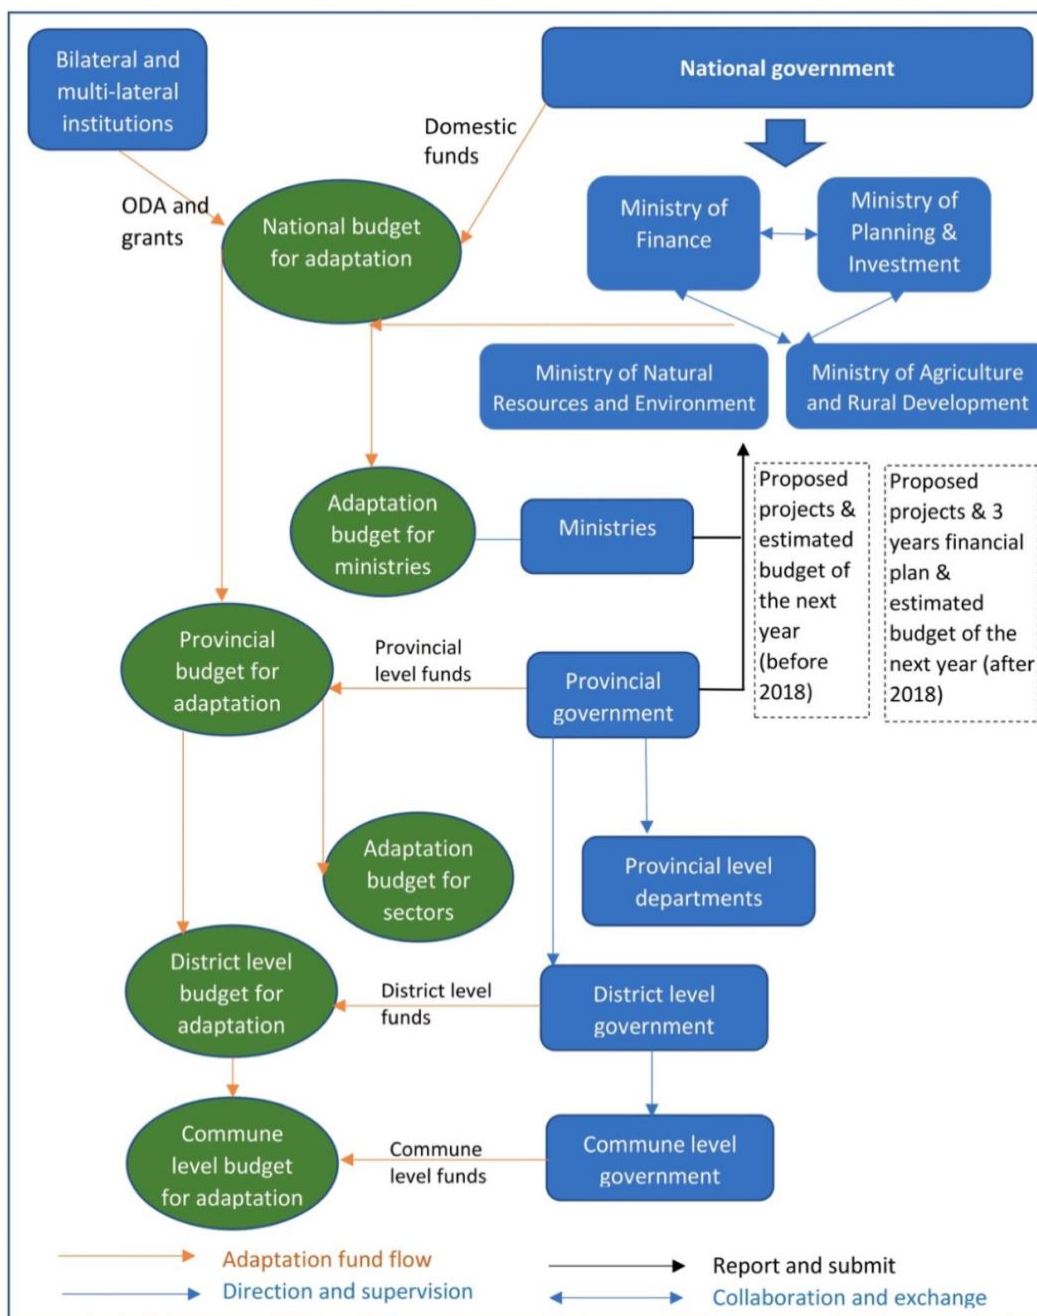 Bilateral and
multi-lateral
institutions
National government
Domestic
funds
ODA and
grants
National budget
for adaptation
Ministry of
Finance
Ministry of
Planning &
Investment
Ministry of Natural
Resources and Environment
Ministry of Agriculture
and Rural Development
Adaptation
budget for
ministries
Ministries
Proposed
projects &
estimated
budget of
the next
year
(before
2018)
Proposed
projects & 3
years financial
plan &
estimated
budget of the
next year (after
2018)
Provincial
budget for
adaptation
Provincial
level funds
Provincial
government
Adaptation
budget for
sectors
Provincial level
departments
District level
budget for
adaptation
District level
funds
District level
government
Commune
level budget
for adaptation
Commune
level funds
Commune level
government
Adaptation fund flow
Direction and supervision
Report and submit
Collaboration and exchange